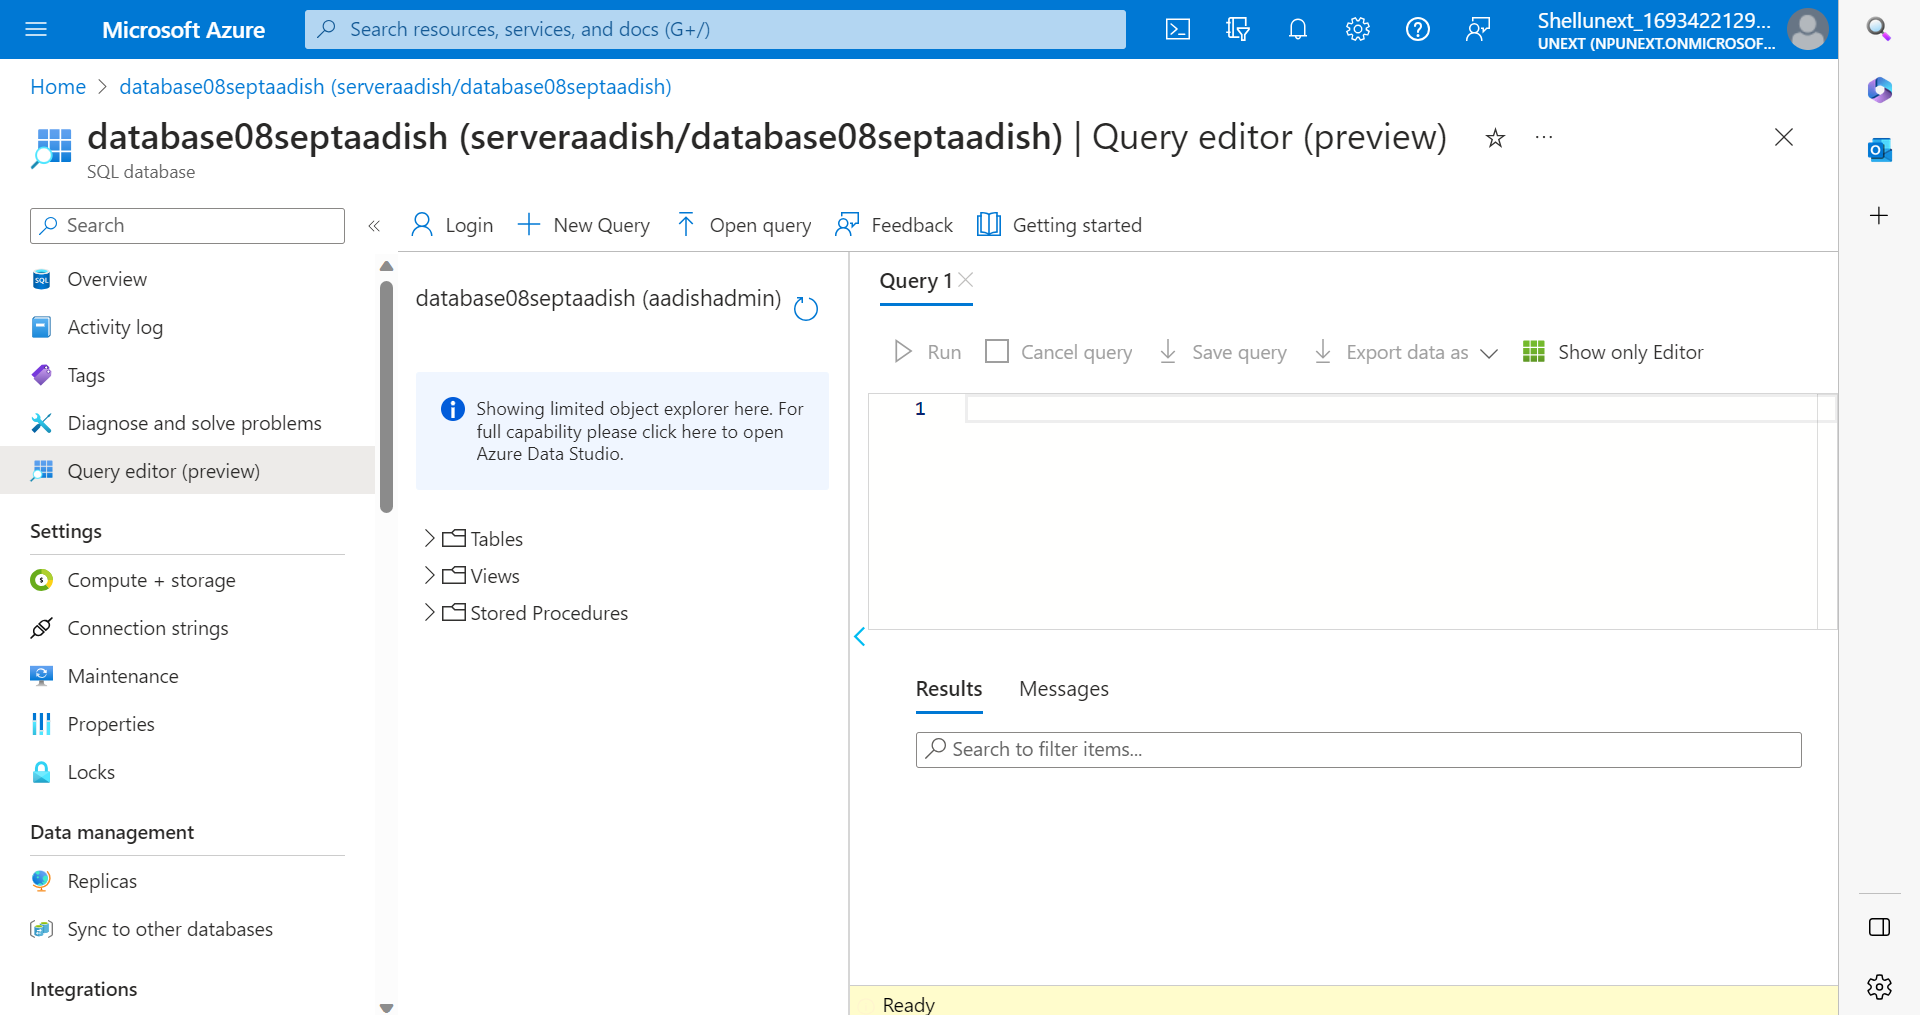 Microsoft Azure
Search resources, services, and docs (G+/)
Shellunext_1693422129...
UNEXT (NPUNEXT.ONMICROSOF...
Home > database08septaadish (serveraadish/database08septaadish)
database08septaadish (serveraadish/database08septaadish) | Query editor (preview)
SQL database
Search
Login
New Query
Open query
Feedback
Getting started
Overview
Activity log
Tags
Diagnose and solve problems
Query editor (preview)
Settings
Compute + storage
Connection strings
Maintenance
Properties
Locks
Data management
Replicas
Sync to other databases
Integrations
database08septaadish (aadishadmin)
Showing limited object explorer here. For
full capability please click here to open
Azure Data Studio.
Tables
Views
Stored Procedures
Query 1
Run
Cancel query
Save query
Export data as
Show only Editor
1
Results
Messages
Search to filter items...
Ready